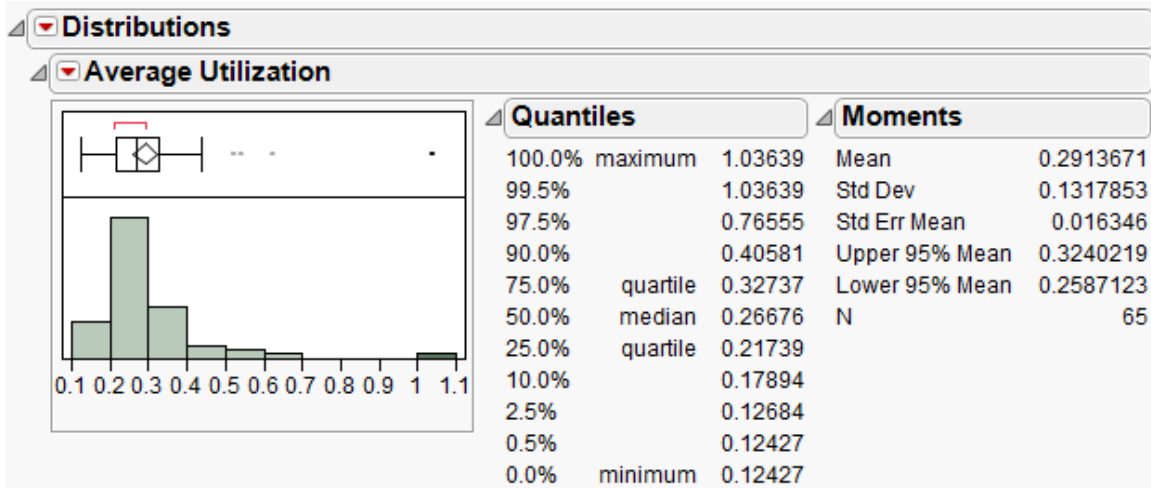 Distributions
Average Utilization
0.1 0.2 0.3 0.4 0.5 0.6 0.7 0.8 0.9 1 1.1
Quantiles
100.0% maximum 1.03639
99.5% 1.03639
97.5% 0.76555
90.0% 0.40581
75.0% quartile 0.32737
50.0% median 0.26676
25.0% quartile 0.21739
10.0% 0.17894
2.5% 0.12684
0.5% 0.12427
0.0% minimum 0.12427
Moments
Mean 0.2913671
Std Dev 0.1317853
Std Err Mean 0.016346
Upper 95% Mean 0.3240219
Lower 95% Mean 0.2587123
N 65